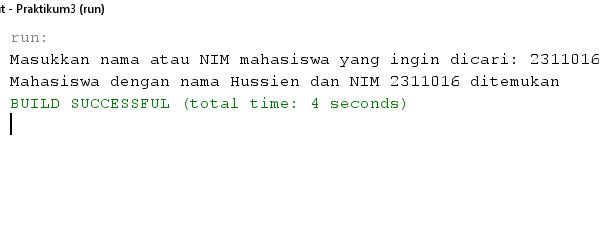 t - Praktikum3 (run)
run:
Masukkan nama atau NIM mahasiswa yang ingin dicari: 2311016
Mahasiswa dengan nama Hussien dan NIM 2311016 ditemukan
BUILD SUCCESSFUL (total time: 4 seconds)